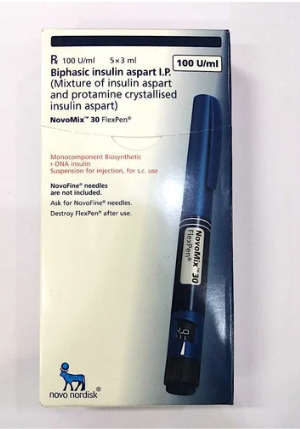 Rx 100 U/ml 5 x 3 ml
100 U/ml
Biphasic insulin aspart I.P.
(Mixture of insulin aspart
and protamine crystallised
insulin aspart)
NovoMix™ 30 FlexPen®
Monocomponent Biosynthetic
r-DNA insulin
Suspension for injection, for s.c. use
NovoFine® needles
are not included.
Ask for NovoFine® needles.
Destroy FlexPen® after use.
NovoMix™ 30
FlexPen®
novo nordisk®